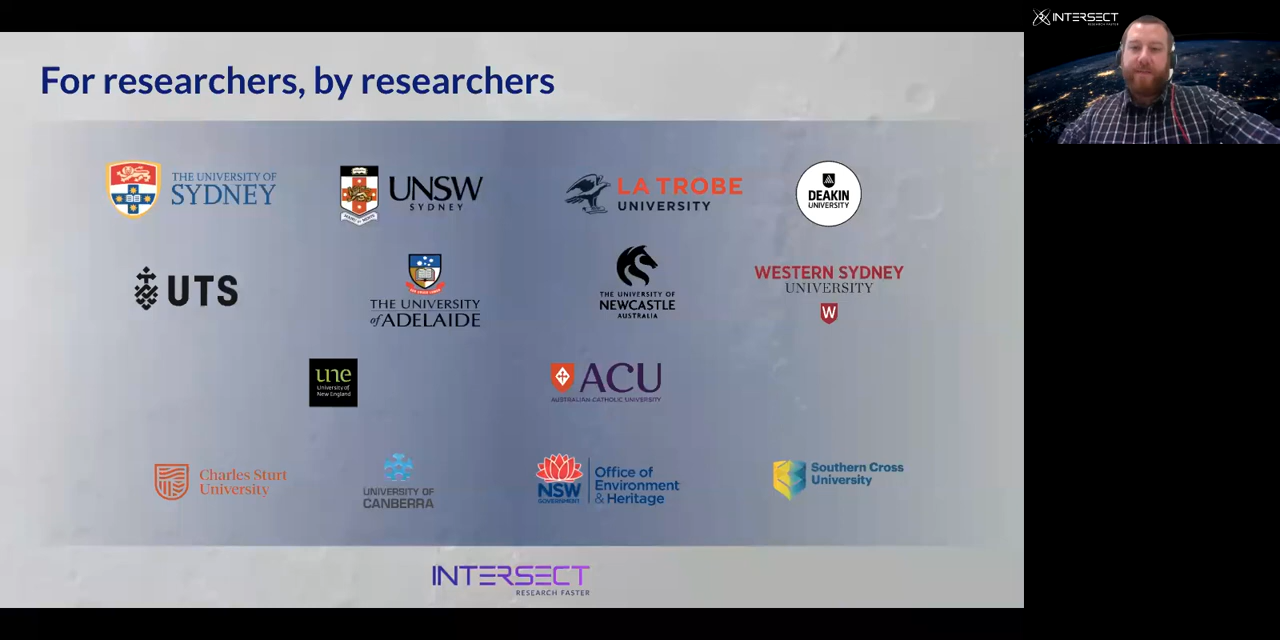 For researchers, by researchers
THE UNIVERSITY OF
SYDNEY
UNSW
SYDNEY
LA TROBE
UNIVERSITY
DEAKIN
UNIVERSITY
UTS
THE UNIVERSITY
of ADELAIDE
THE UNIVERSITY OF
NEWCASTLE
AUSTRALIA
WESTERN SYDNEY
UNIVERSITY
W
une
University of
New England
ACU
AUSTRALIAN CATHOLIC UNIVERSITY
Charles Sturt
University
UNIVERSITY OF
CANBERRA
NSW
GOVERNMENT
Office of
Environment
& Heritage
Southern Cross
University
INTERSECT
RESEARCH FASTER
INTERSECT
RESEARCH FASTER